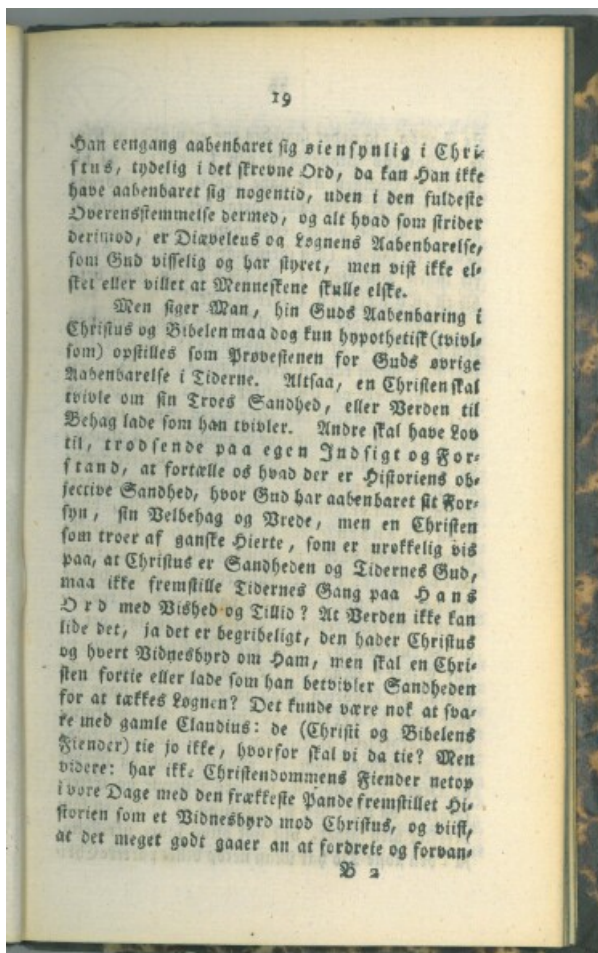 19
Han eengang aabenbaret sig øiensynlig i Chri-
stus, tydelig i det skrevne Ord, da kan Han ikke
have aabenbaret sig nogentid, uden i den fuldeste
Overensstemmelse dermed, og alt hvad som strider
derimod, er Diævelens og Løgnens Aabenbarelse,
som Gud visselig og har styret, men vist ikke el-
sket eller villet at Menneskene skulle elske.
Men siger Man, hin Guds Aabenbaring i
Christus og Bibelen maa dog kun hypothetisk (tvivl-
som) opstilles som Prøvestenen for Guds øvrige
Aabenbarelse i Tiderne. Altsaa, en Christen skal
tvivle om sin Troes Sandhed, eller Verden til
Behag lade som han tvivler. Andre skal have Lov
til, trodsende paa egen Indsigt og For-
stand, at fortælle os hvad der er Historiens ob-
jective Sandhed, hvor Gud har aabenbaret sit For-
syn, sin Velbehag og Vrede, men en Christen
som troer af ganske Hierte, som er urokkelig vis
paa, at Christus er Sandheden og Tidernes Gud,
maa ikke fremstille Tidernes Gang paa Hans
Ord med Vished og Tillid? At Verden ikke kan
lide det, ja det er begribeligt, den hader Christus
og hvert Vidnesbyrd om Ham, men skal en Chri-
sten fortie eller lade som han betvivler Sandheden
for at tækkes Løgnen? Det kunde være nok at sva-
re med gamle Claudius: de (Christi og Bibelens
Fiender) tie jo ikke, hvorfor skal vi da tie? Men
videre: har ikke Christendommens Fiender netop
i vore Dage med den frækkeste Pande fremstillet Hi-
storien som et Vidnesbyrd mod Christus, og viist,
at det meget godt gaaer an at fordreie og forvan-
B 2